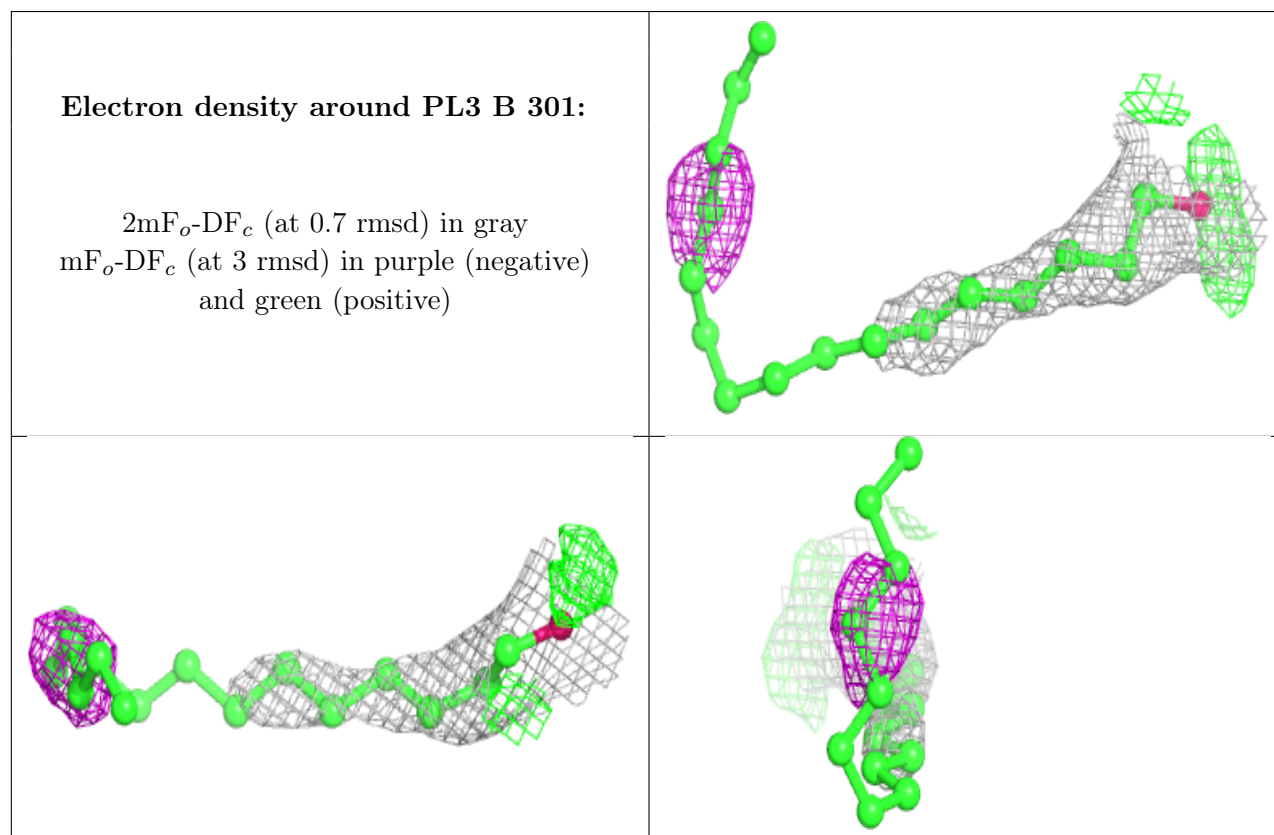 Electron density around PL3 B 301:
2mFₒ-DF𝒸 (at 0.7 rmsd) in gray
mFₒ-DF𝒸 (at 3 rmsd) in purple (negative)
and green (positive)